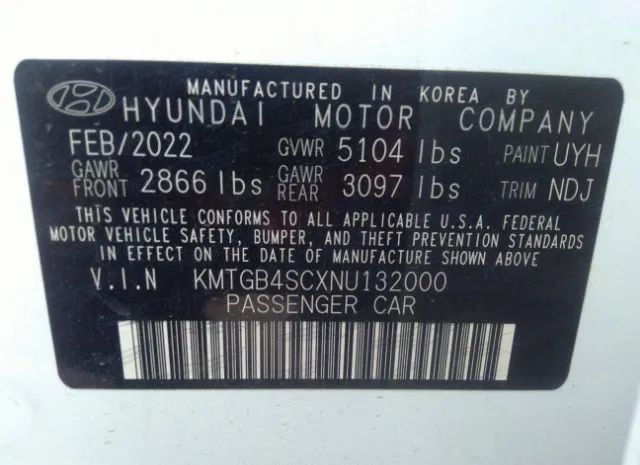 MANUFACTURED IN KOREA BY
HYUNDAI MOTOR COMPANY
FEB/2022 GVWR 5104 lbs PAINT UYH
GAWR FRONT 2866 lbs GAWR REAR 3097 lbs TRIM NDJ
THIS VEHICLE CONFORMS TO ALL APPLICABLE U.S.A. FEDERAL
MOTOR VEHICLE SAFETY, BUMPER, AND THEFT PREVENTION STANDARDS
IN EFFECT ON THE DATE OF MANUFACTURE SHOWN ABOVE.
V.I.N KMTGB4SCXNU132000
PASSENGER CAR